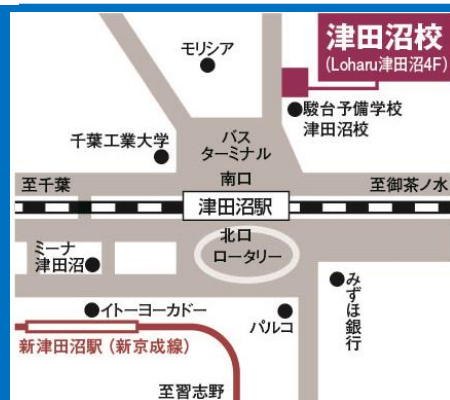 モリシア
津田沼校
(Loharu津田沼4F)
駿台予備学校
津田沼校
千葉工業大学
バス
ターミナル
至千葉
南口
至御茶ノ水
津田沼駅
北口
ロータリー
ミーナ
津田沼
みずほ銀行
イトーヨーカドー
パルコ
新津田沼駅(新京成線)
至習志野